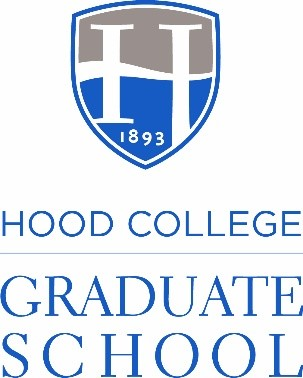 H
1893
HOOD COLLEGE
GRADUATE
SCHOOL